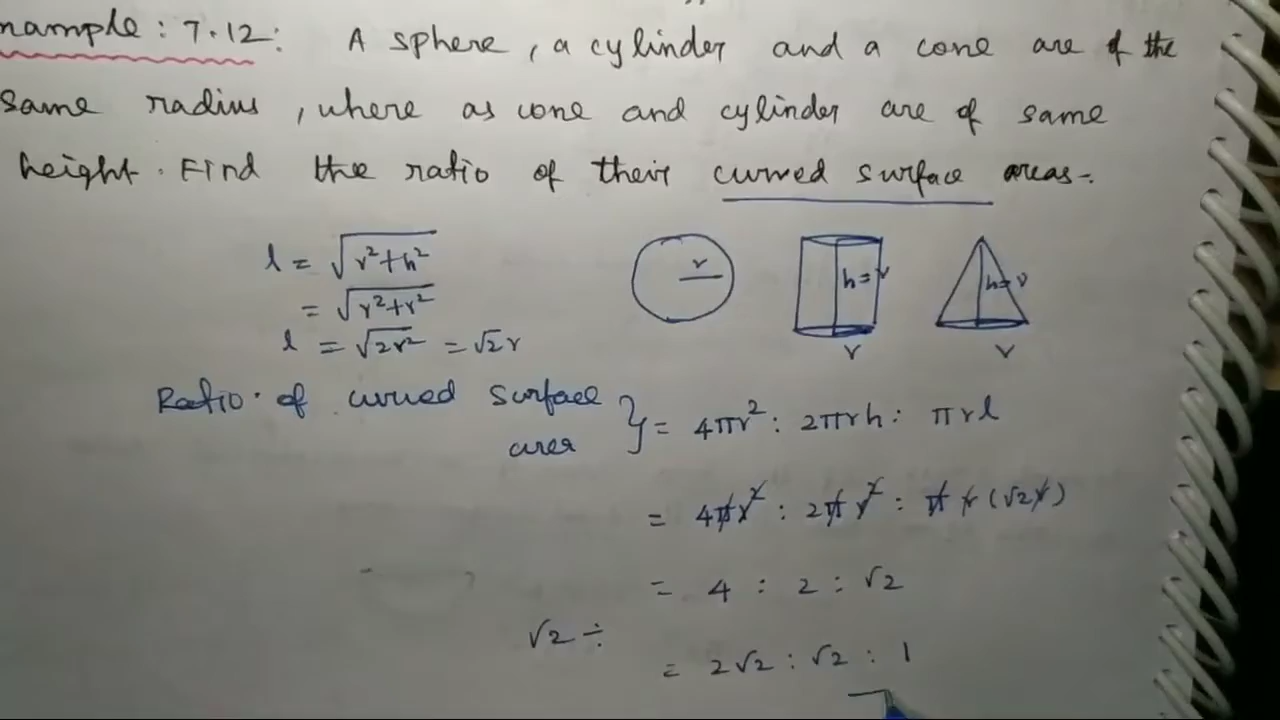 nample : 7.12: A sphere, a cylinder and a cone are of the
same radius, where as cone and cylinder are of same
height. Find the ratio of their curved surface areas.
l = √r²+h²
= √r²+r²
l = √2r² = √2r
r
h=r
r
h=r
r
Ratio of curved surface
area } = 4πr² : 2πrh : πrl
= 4πr² : 2πr² : πr(√2r)
= 4 : 2 : √2
√2 ÷
= 2√2 : √2 : 1